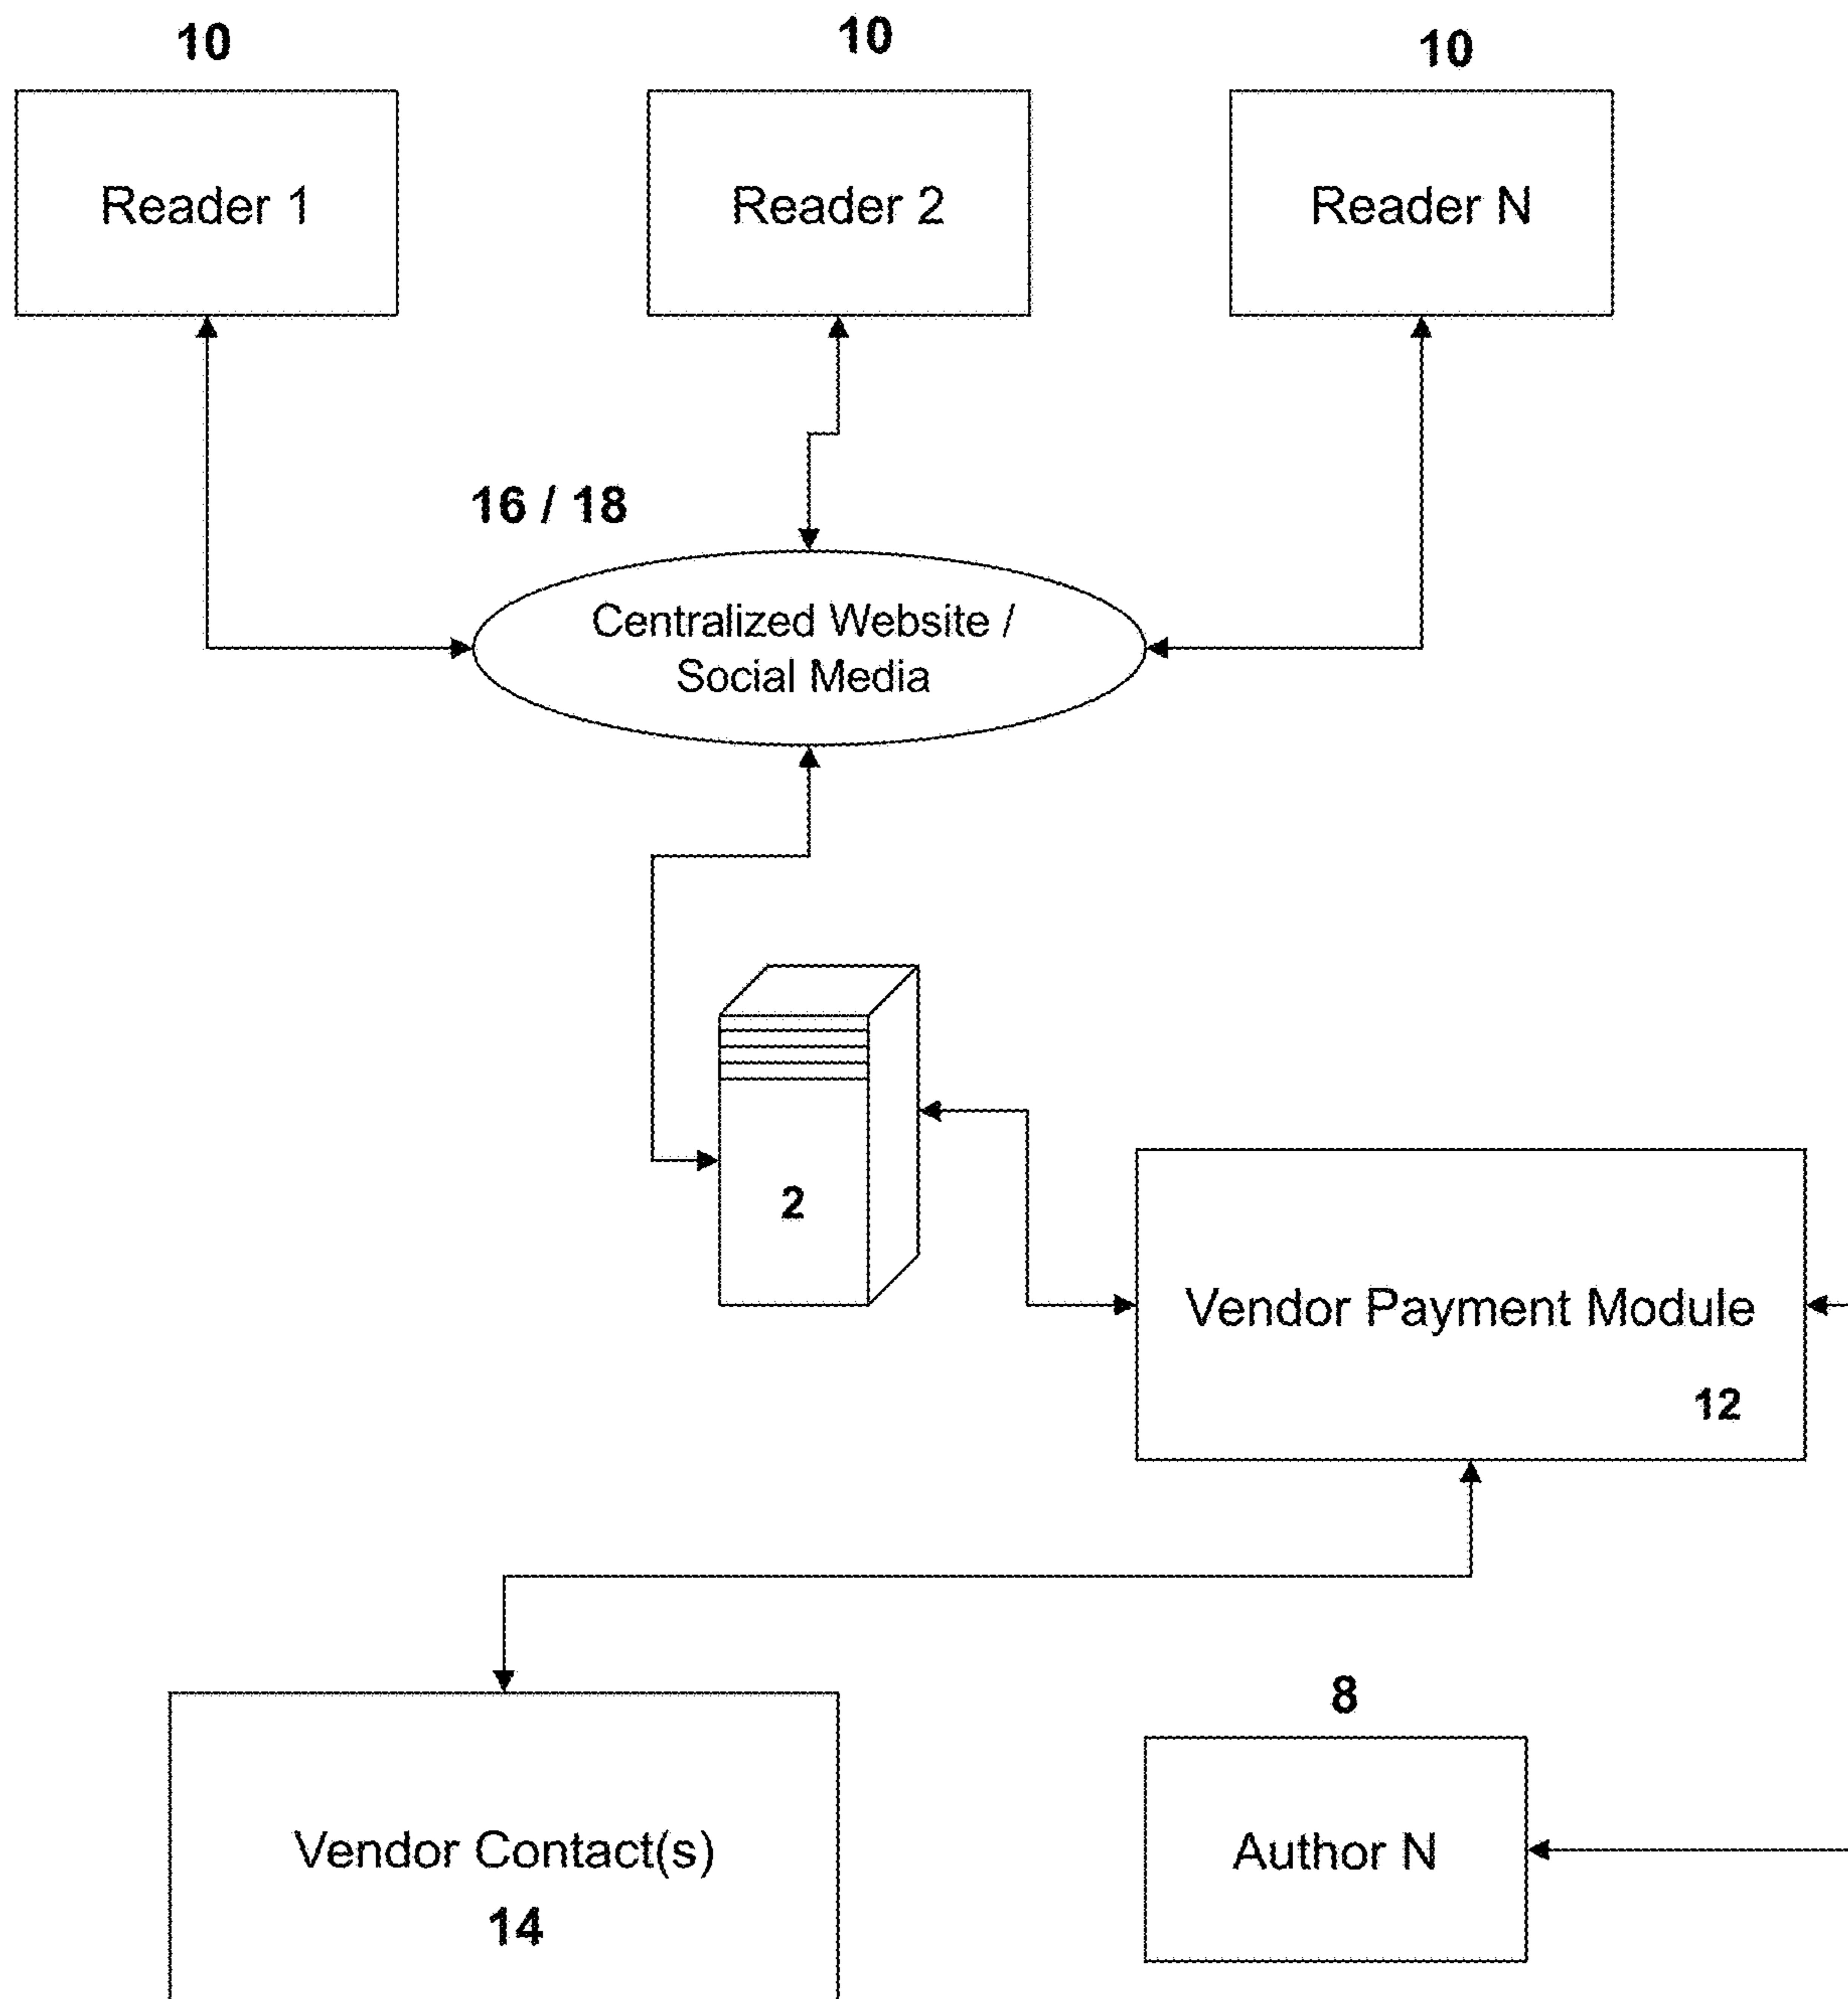 10
10
10
Reader 1
Reader 2
Reader N
16 / 18
Centralized Website /
Social Media
2
Vendor Payment Module
12
8
Vendor Contact(s)
14
Author N